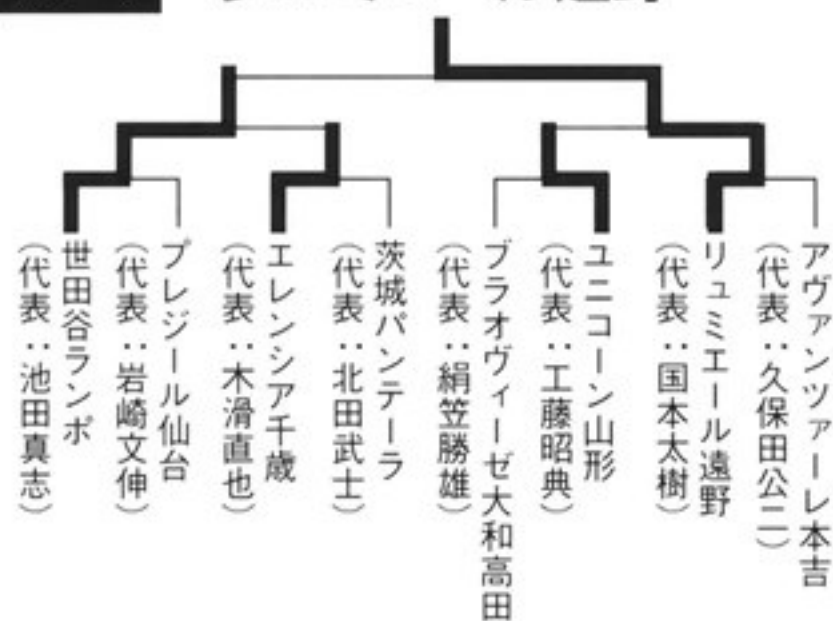 アヴァンツァーレ本吉
(代表：久保田公二)
リュミエール遠野
(代表：国本太樹)
ユニコーン山形
(代表：工藤昭典)
ブラオヴィーゼ大和高田
(代表：絹笠勝雄)
茨城パンテーラ
(代表：北田武士)
エレンシア千歳
(代表：木滑直也)
プレジール仙台
(代表：岩崎文伸)
世田谷ランポ
(代表：池田真志)